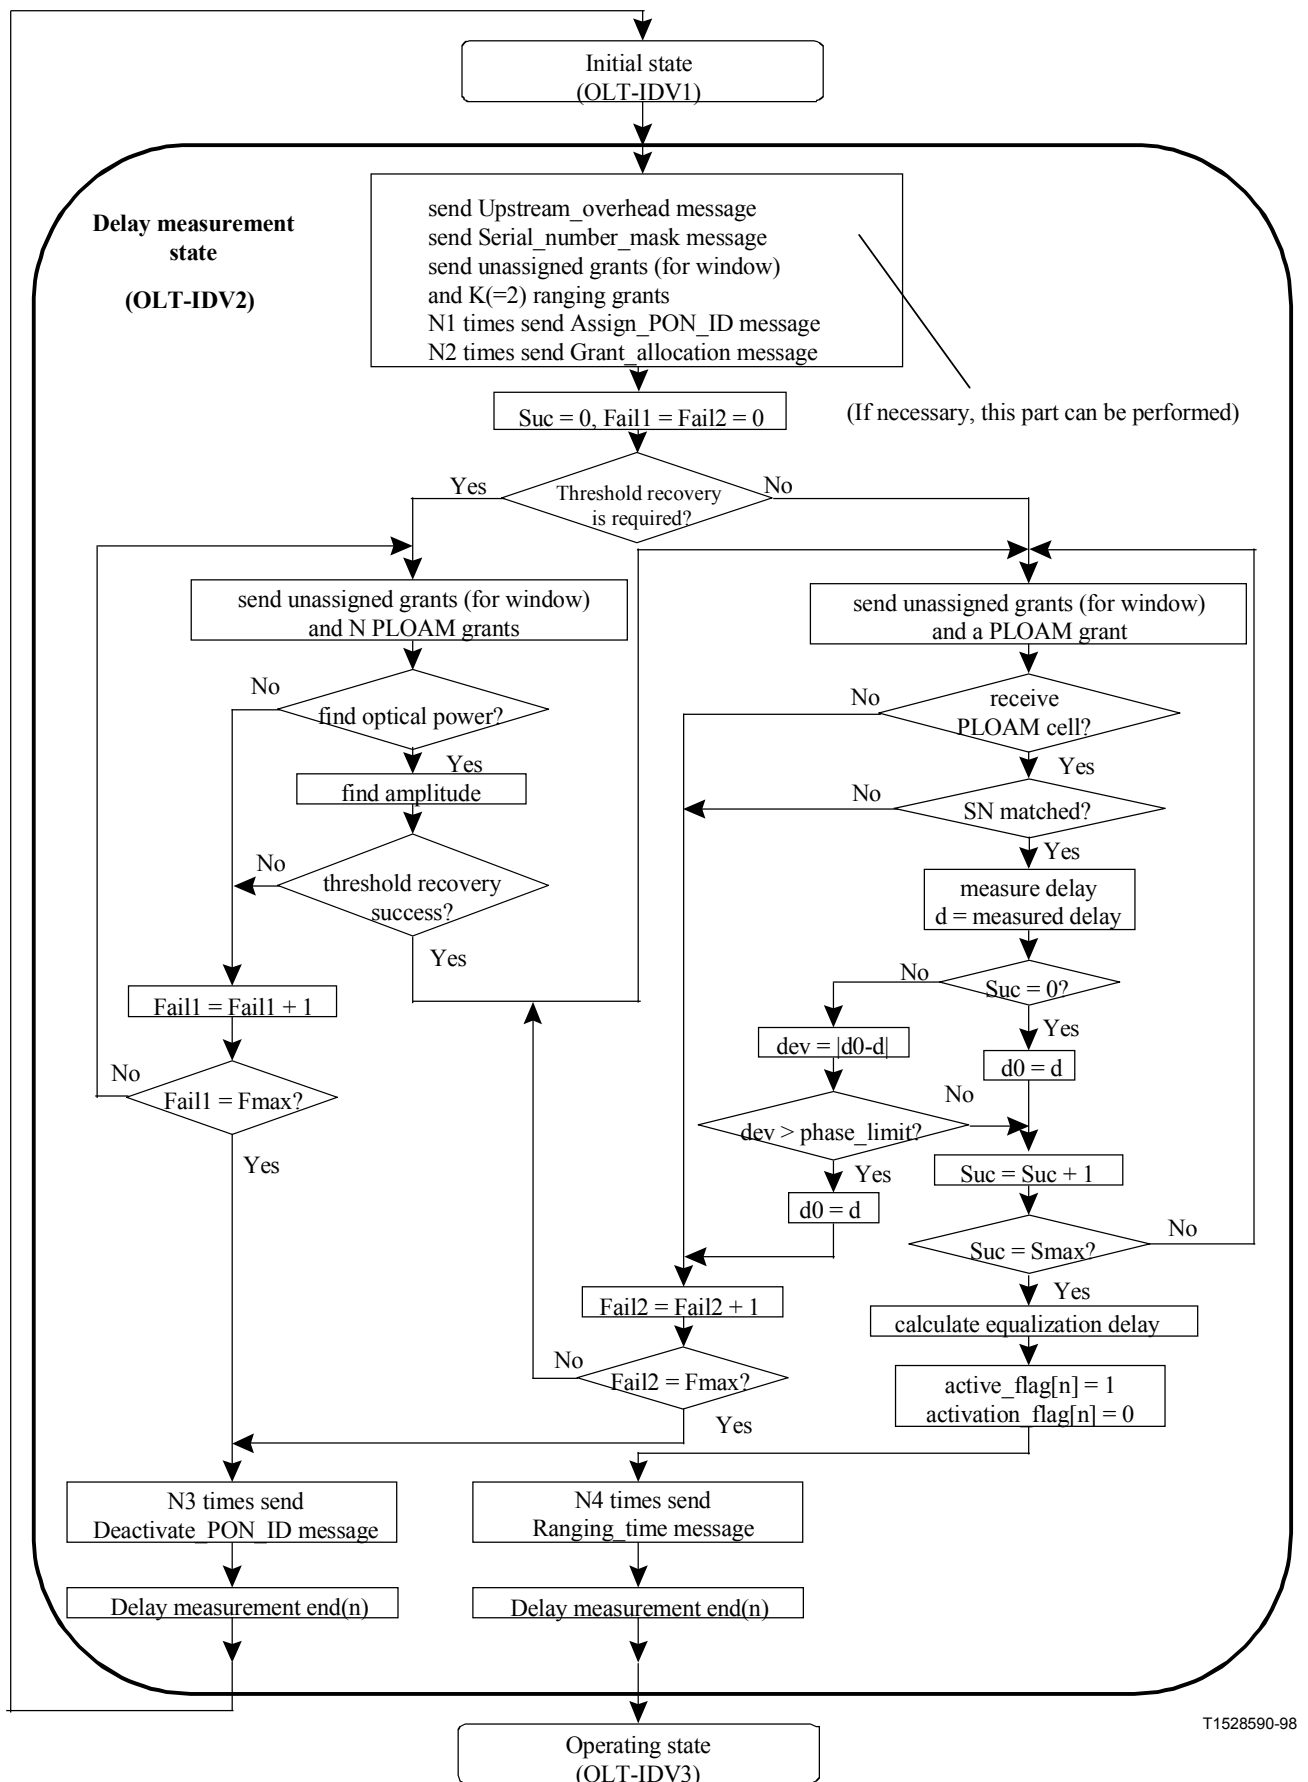 Initial state
(OLT-IDV1)
Delay measurement
state
(OLT-IDV2)
send Upstream_overhead message
send Serial_number_mask message
send unassigned grants (for window)
and K(=2) ranging grants
N1 times send Assign_PON_ID message
N2 times send Grant_allocation message
(If necessary, this part can be performed)
Suc = 0, Fail1 = Fail2 = 0
Yes
Threshold recovery
is required?
No
send unassigned grants (for window)
and N PLOAM grants
send unassigned grants (for window)
and a PLOAM grant
No
find optical power?
Yes
No
receive
PLOAM cell?
Yes
find amplitude
No
SN matched?
Yes
No
threshold recovery
success?
Yes
measure delay
d = measured delay
No
Suc = 0?
Yes
Fail1 = Fail1 + 1
dev = |d0-d|
d0 = d
No
Fail1 = Fmax?
Yes
No
dev > phase_limit?
Yes
Suc = Suc + 1
d0 = d
Suc = Smax?
No
Yes
Fail2 = Fail2 + 1
calculate equalization delay
No
Fail2 = Fmax?
Yes
active_flag[n] = 1
activation_flag[n] = 0
N3 times send
Deactivate_PON_ID message
N4 times send
Ranging_time message
Delay measurement end(n)
Delay measurement end(n)
T1528590-98
Operating state
(OLT-IDV3)